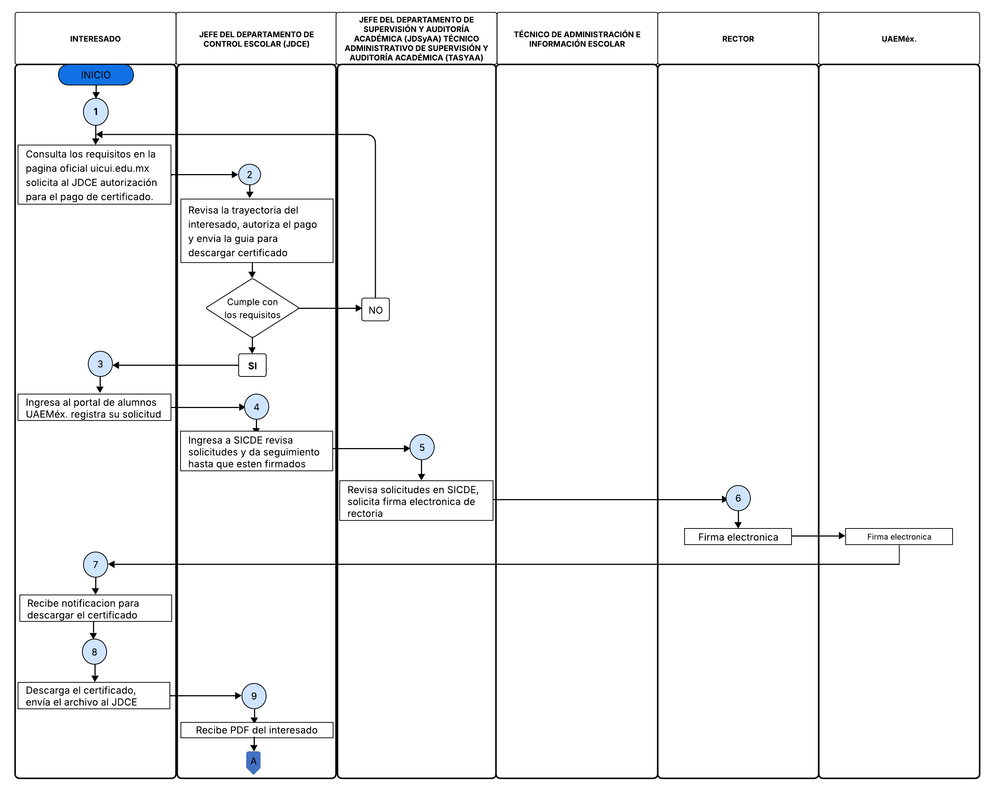 INTERESADO
JEFE DEL DEPARTAMENTO DE
CONTROL ESCOLAR (JDCE)
JEFE DEL DEPARTAMENTO DE
SUPERVISIÓN Y AUDITORÍA
ACADÉMICA (JDSyAA) TÉCNICO
ADMINISTRATIVO DE SUPERVISIÓN Y
AUDITORÍA ACADÉMICA (TASYAA)
TÉCNICO DE ADMINISTRACIÓN E
INFORMACIÓN ESCOLAR
RECTOR
UAEMéx.
INICIO
1
Consulta los requisitos en la
pagina oficial uicui.edu.mx
solicita al JDCE autorización
para el pago de certificado.
2
Revisa la trayectoria del
interesado, autoriza el pago
y envia la guia para
descargar certificado
Cumple con
los requisitos
NO
SI
3
Ingresa al portal de alumnos
UAEMéx. registra su solicitud
4
Ingresa a SICDE revisa
solicitudes y da seguimiento
hasta que esten firmados
5
Revisa solicitudes en SICDE,
solicita firma electronica de
rectoria
6
Firma electronica
Firma electronica
7
Recibe notificacion para
descargar el certificado
8
Descarga el certificado,
envía el archivo al JDCE
9
Recibe PDF del interesado
A